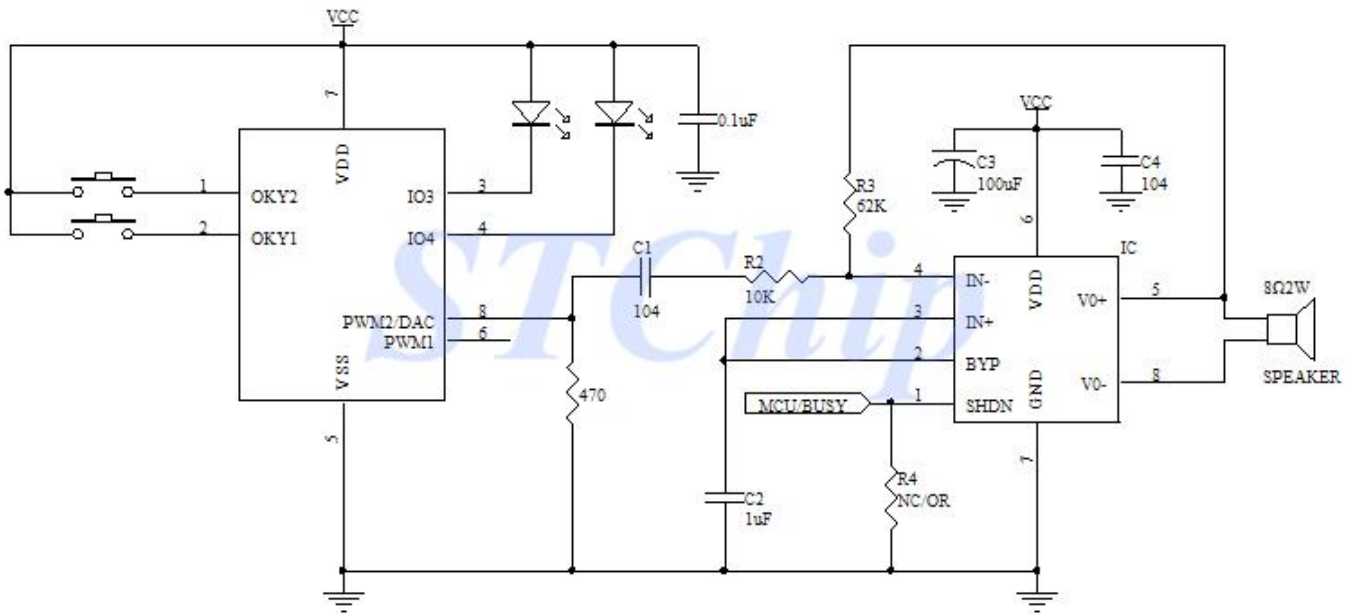 VCC
7
VDD
0.1uF
1
OKY2
2
OKY1
IO3
3
IO4
4
PWM2/DAC
8
PWM1
6
VSS
5
470
C1
104
R2
10K
R3
62K
VCC
C3
100uF
C4
104
6
IC
4
IN-
VDD
3
IN+
V0+
5
2
BYP
V0-
8
MCU/BUSY
1
SHDN
GND
7
8Ω2W
SPEAKER
C2
1uF
R4
NC/OR
STChip